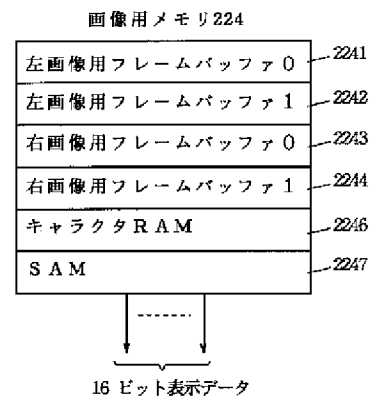 画像用メモリ224
左画像用フレームバッファ0 2241
左画像用フレームバッファ1 2242
右画像用フレームバッファ0 2243
右画像用フレームバッファ1 2244
キャラクタRAM 2246
SAM 2247
16 ビット表示データ